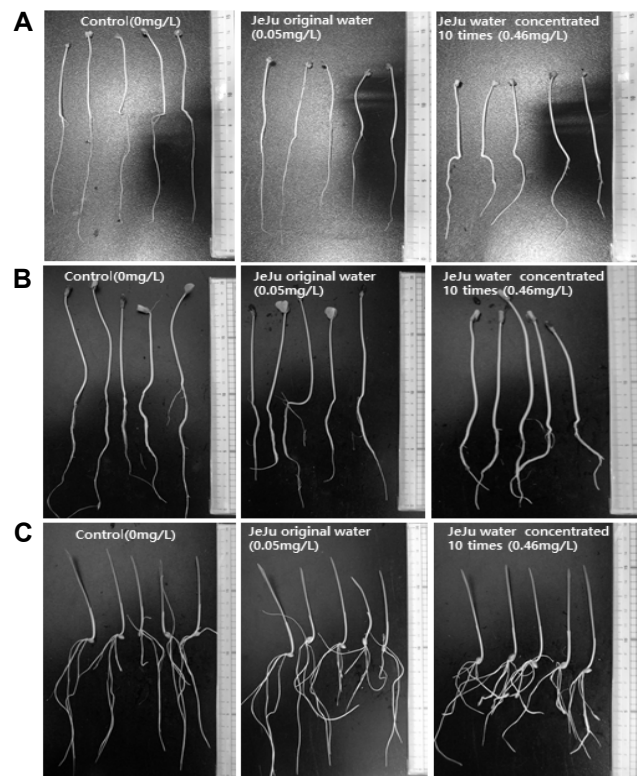 A
Control(0mg/L)
JeJu original water
(0.05mg/L)
JeJu water concentrated
10 times (0.46mg/L)
B
Control(0mg/L)
JeJu original water
(0.05mg/L)
JeJu water concentrated
10 times (0.46mg/L)
C
Control(0mg/L)
JeJu original water
(0.05mg/L)
JeJu water concentrated
10 times (0.46mg/L)